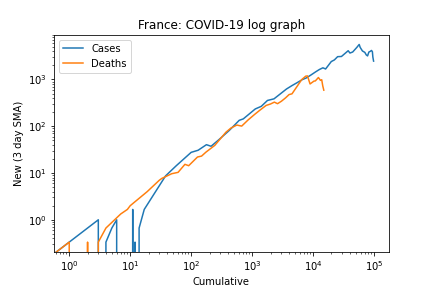 France: COVID-19 log graph
Cases
Deaths
New (3 day SMA)
10³
10²
10¹
10⁰
10⁰ 10¹ 10² 10³ 10⁴ 10⁵
Cumulative